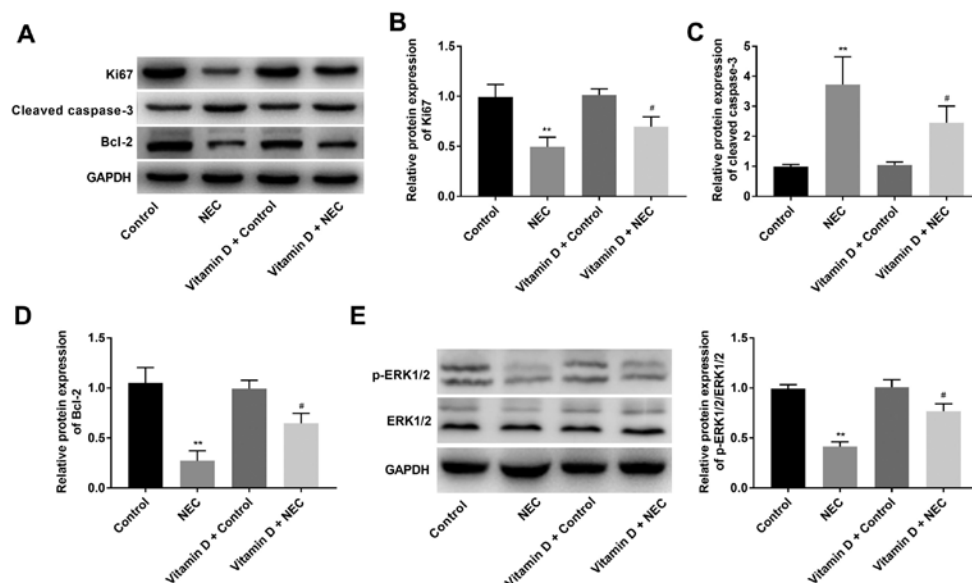 A
Ki67
Cleaved caspase-3
Bcl-2
GAPDH
Control
NEC
Vitamin D + Control
Vitamin D + NEC
B
Relative protein expression
of Ki67
1.5
1.0
0.5
0.0
**
#
Control
NEC
Vitamin D + Control
Vitamin D + NEC
C
Relative protein expression
of cleaved caspase-3
5
4
3
2
1
0
**
#
Control
NEC
Vitamin D + Control
Vitamin D + NEC
D
Relative protein expression
of Bcl-2
1.5
1.0
0.5
0.0
**
#
Control
NEC
Vitamin D + Control
Vitamin D + NEC
E
p-ERK1/2
ERK1/2
GAPDH
Control
NEC
Vitamin D + Control
Vitamin D + NEC
Relative protein expression
of p-ERK1/2/ERK1/2
1.5
1.0
0.5
0.0
**
#
Control
NEC
Vitamin D + Control
Vitamin D + NEC